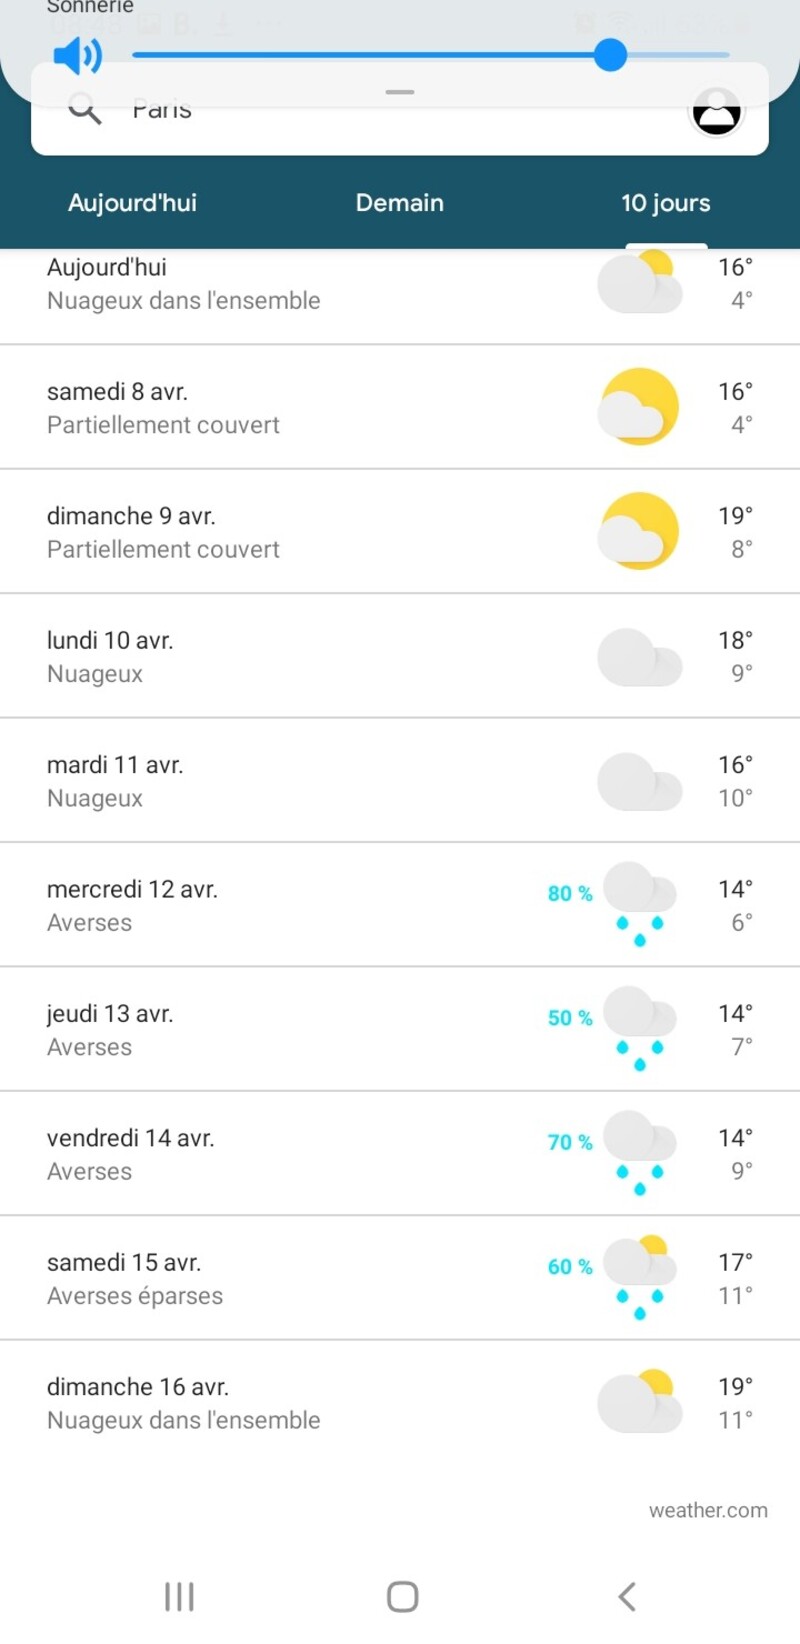 Sonnerie
Paris
Aujourd'hui Demain 10 jours
Aujourd'hui 16°
Nuageux dans l'ensemble 4°
samedi 8 avr. 16°
Partiellement couvert 4°
dimanche 9 avr. 19°
Partiellement couvert 8°
lundi 10 avr. 18°
Nuageux 9°
mardi 11 avr. 16°
Nuageux 10°
mercredi 12 avr. 80 % 14°
Averses 6°
jeudi 13 avr. 50 % 14°
Averses 7°
vendredi 14 avr. 70 % 14°
Averses 9°
samedi 15 avr. 60 % 17°
Averses éparses 11°
dimanche 16 avr. 19°
Nuageux dans l'ensemble 11°
weather.com